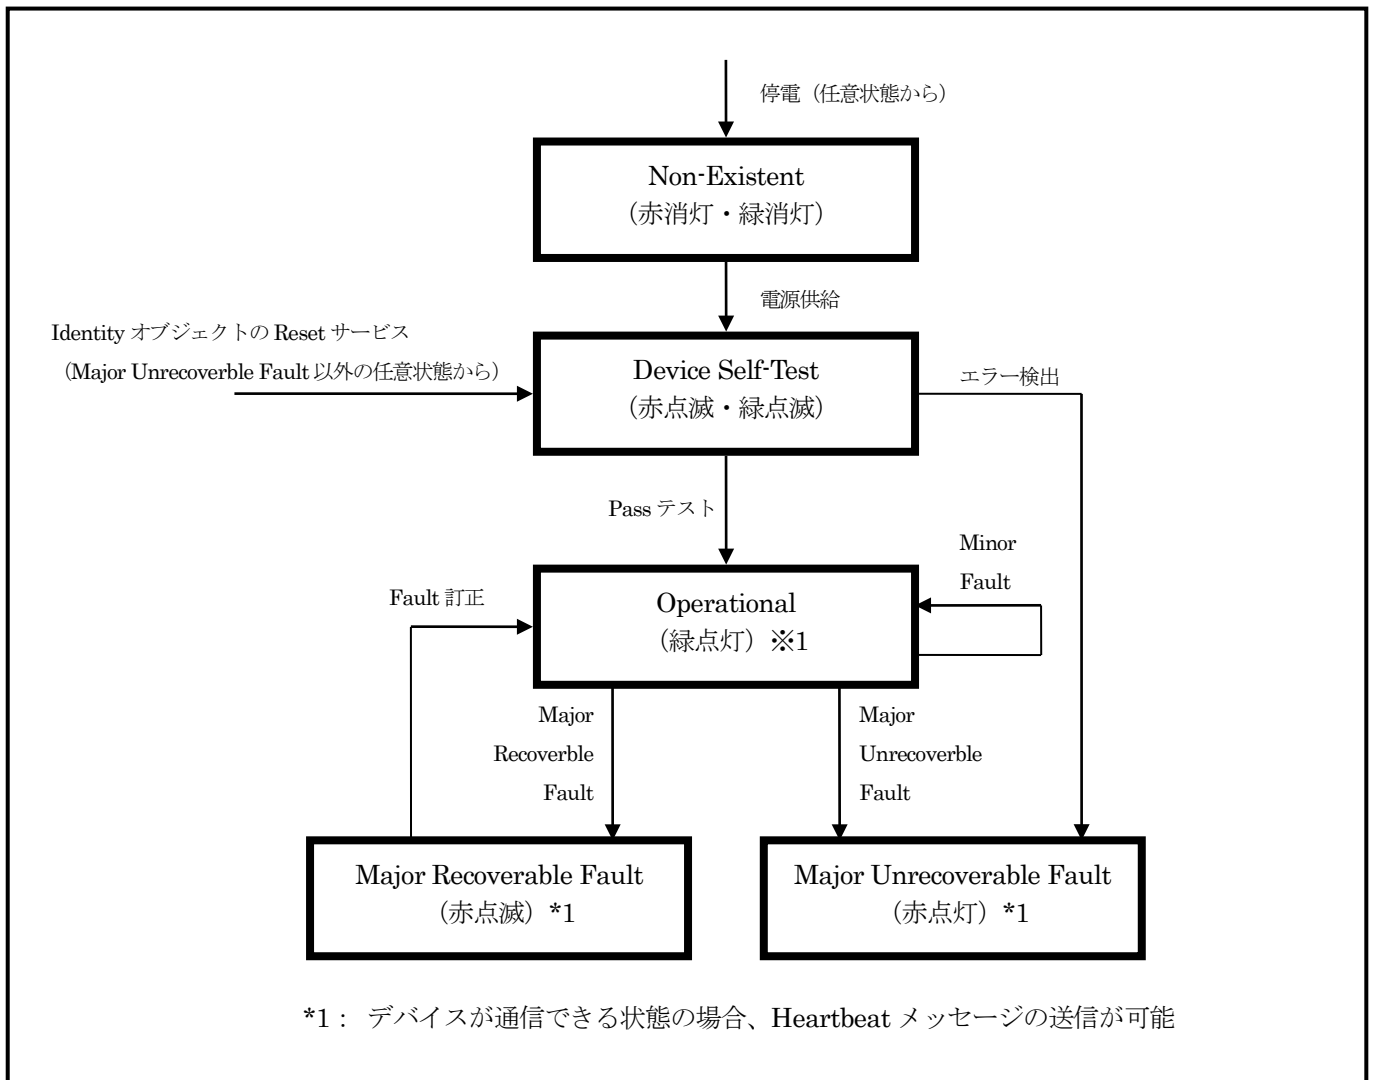 停電（任意状態から）
Non-Existent
（赤消灯・緑消灯）
電源供給
Identity オブジェクトの Reset サービス
（Major Unrecoverble Fault 以外の任意状態から）
Device Self-Test
（赤点滅・緑点滅）
エラー検出
Pass テスト
Minor
Fault
Fault 訂正
Operational
（緑点灯）※1
Major
Recoverble
Fault
Major
Unrecoverble
Fault
Major Recoverable Fault
（赤点滅）*1
Major Unrecoverable Fault
（赤点灯）*1
*1： デバイスが通信できる状態の場合、Heartbeat メッセージの送信が可能